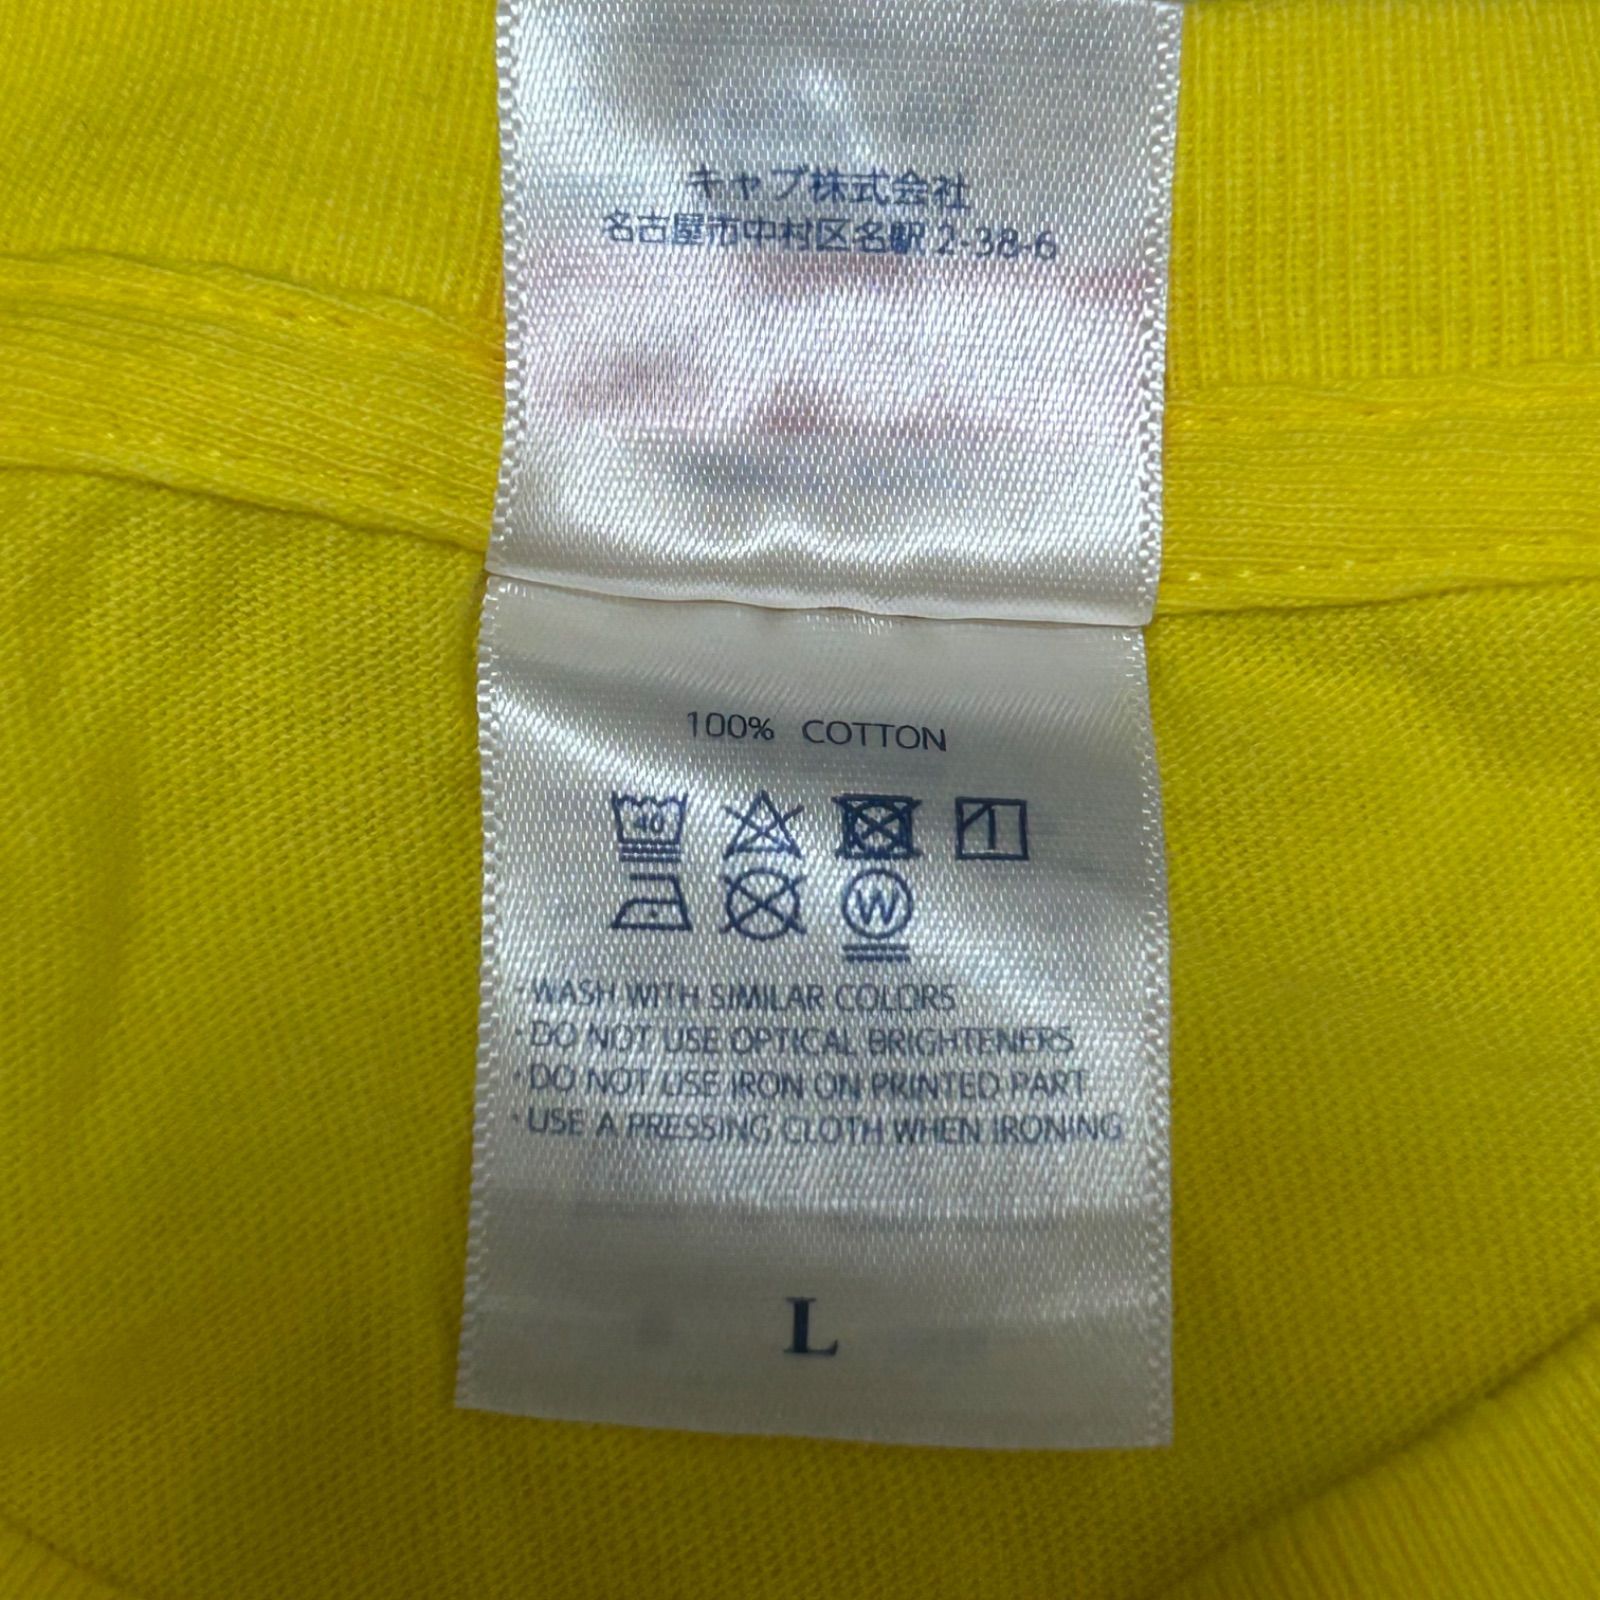 キャブ株式会社
名古屋市中村区名駅2-38-6
100% COTTON
40
W
・WASH WITH SIMILAR COLORS
・DO NOT USE OPTICAL BRIGHTENERS
・DO NOT USE IRON ON PRINTED PART
・USE A PRESSING CLOTH WHEN IRONING
L